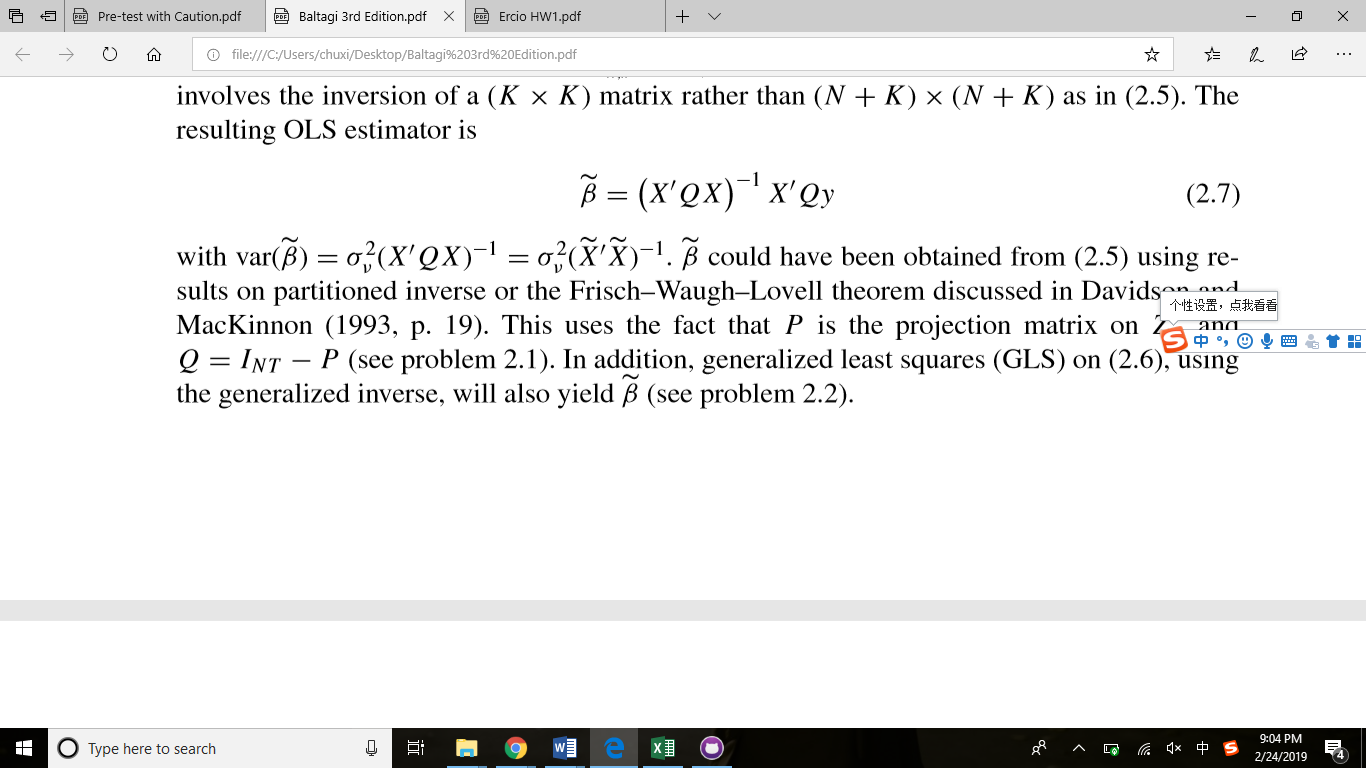 Pre-test with Caution.pdf
Baltagi 3rd Edition.pdf
Ercio HW1.pdf
file:///C:/Users/chuxi/Desktop/Baltagi%203rd%20Edition.pdf
involves the inversion of a (K × K) matrix rather than (N + K) × (N + K) as in (2.5). The
resulting OLS estimator is
β̃ = (X′QX)⁻¹ X′Qy (2.7)
with var(β̃) = σ²ᵥ(X′QX)⁻¹ = σ²ᵥ(X̃′X̃)⁻¹. β̃ could have been obtained from (2.5) using re-
sults on partitioned inverse or the Frisch–Waugh–Lovell theorem discussed in Davidson and
个性设置，点我看看
MacKinnon (1993, p. 19). This uses the fact that P is the projection matrix on and
中
Q = I_NT − P (see problem 2.1). In addition, generalized least squares (GLS) on (2.6), using
the generalized inverse, will also yield β̃ (see problem 2.2).
Type here to search
中
9:04 PM
2/24/2019
4